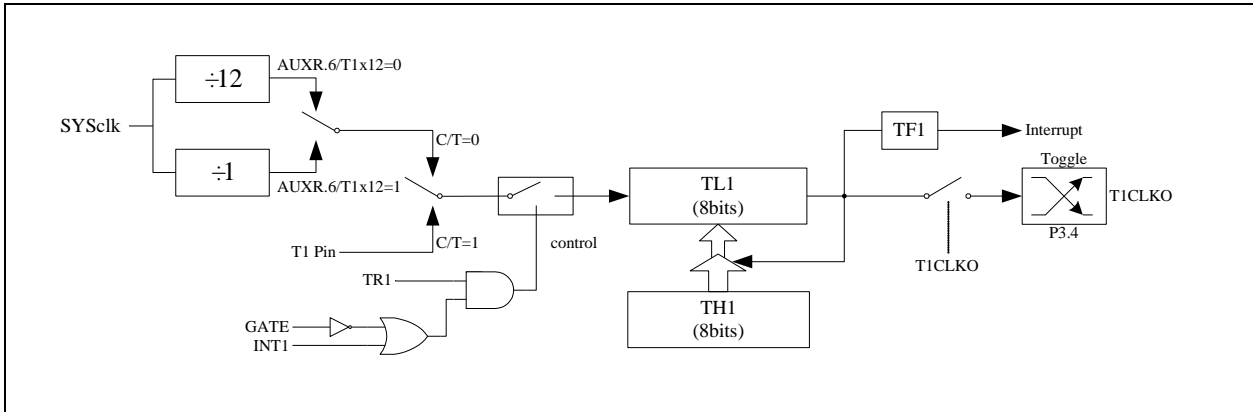 ÷12
AUXR.6/T1x12=0
SYSclk
C/T=0
÷1
AUXR.6/T1x12=1
T1 Pin
C/T=1
control
TR1
GATE
INT1
TL1
(8bits)
TH1
(8bits)
TF1
Interrupt
Toggle
T1CLKO
P3.4
T1CLKO